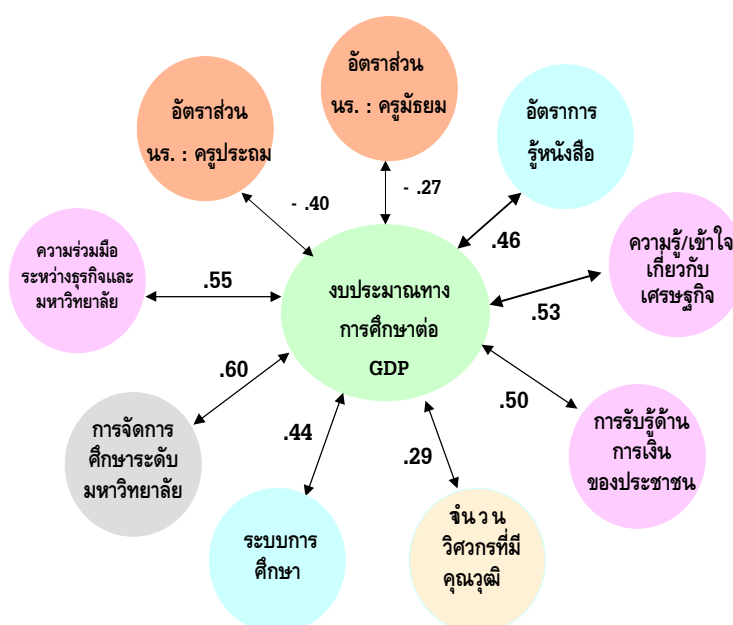 อัตราส่วน
นร. : ครูมัธยม
อัตราส่วน
นร. : ครูประถม
อัตราการ
รู้หนังสือ
- .40
- .27
.46
ความร่วมมือ
ระหว่างธุรกิจและ
มหาวิทยาลัย
.55
งบประมาณทาง
การศึกษาต่อ
GDP
.53
ความรู้/เข้าใจ
เกี่ยวกับ
เศรษฐกิจ
.60
.50
การจัดการ
ศึกษาระดับ
มหาวิทยาลัย
.44
.29
การรับรู้ด้าน
การเงิน
ของประชาชน
ระบบการ
ศึกษา
จำนวน
วิศวกรที่มี
คุณวุฒิ